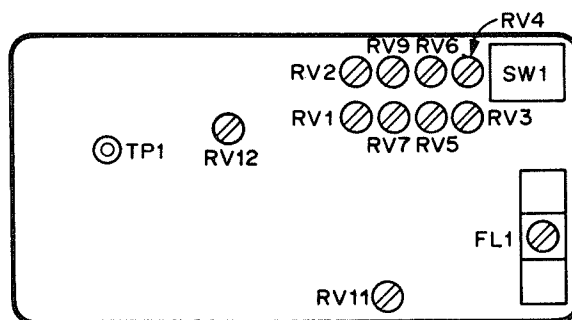 RV4
RV9 RV6
RV2 SW1
RV1 RV3
TP1 RV12 RV7 RV5
FL1
RV11